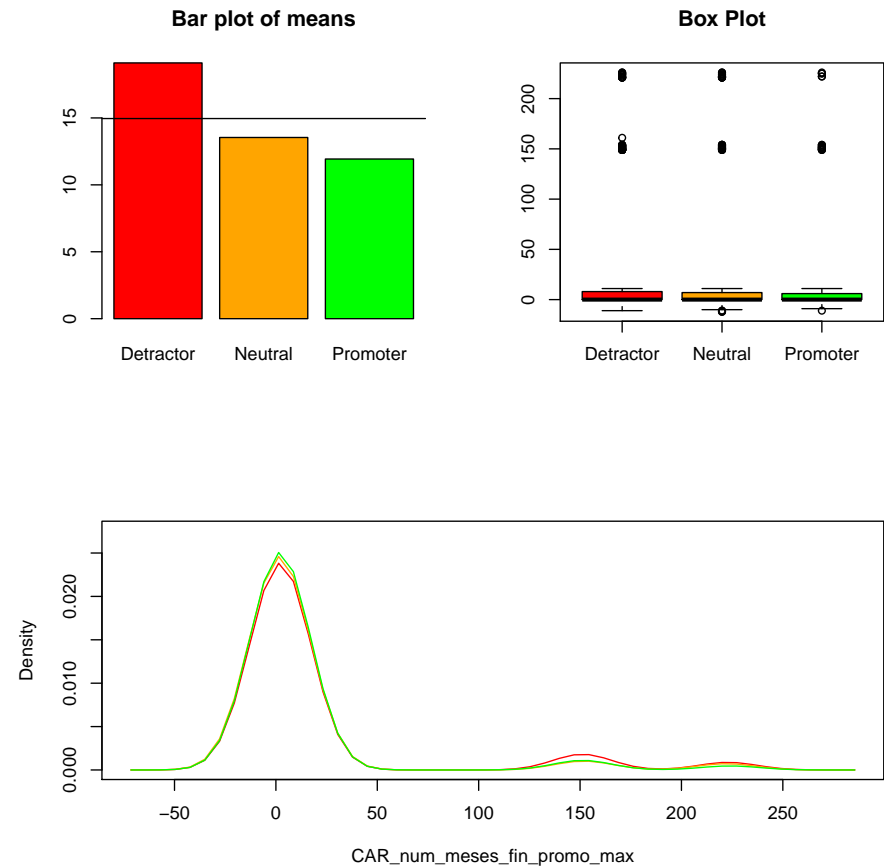 Bar plot of means
15
10
5
0
Detractor Neutral Promoter
Box Plot
200
150
100
50
0
Detractor Neutral Promoter
Density
0.020
0.010
0.000
−50 0 50 100 150 200 250
CAR_num_meses_fin_promo_max